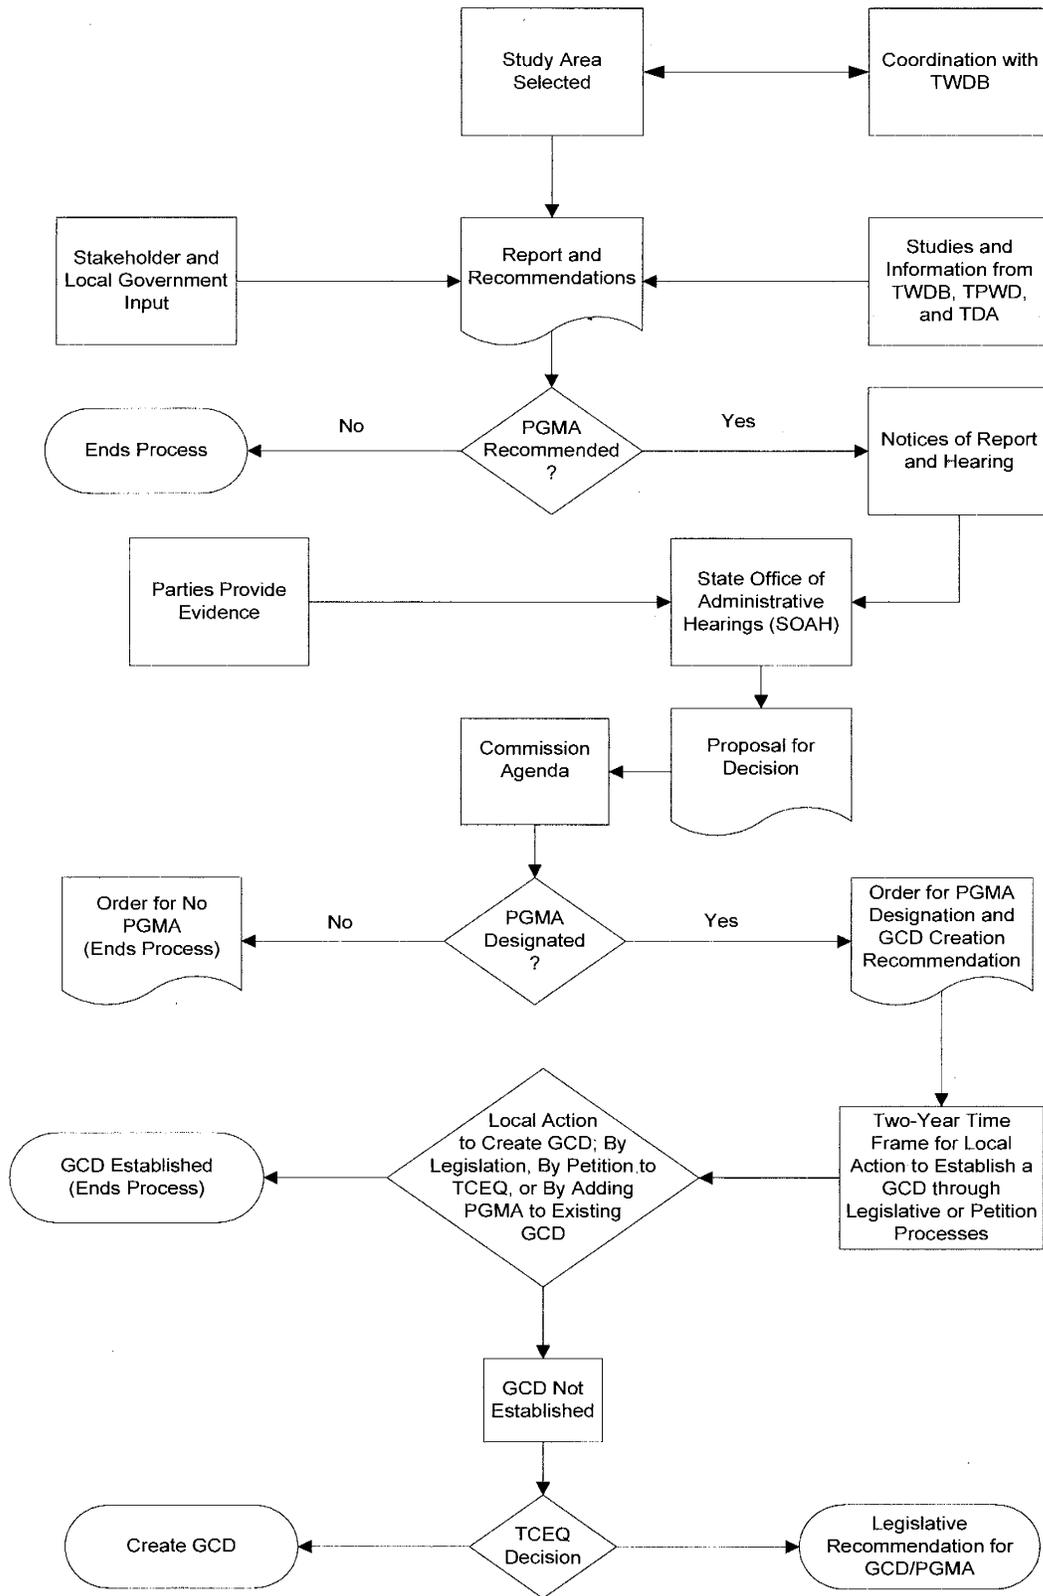 Study Area
Selected
Coordination with
TWDB
Stakeholder and
Local Government
Input
Report and
Recommendations
Studies and
Information from
TWDB, TPWD,
and TDA
Ends Process
No
PGMA
Recommended
?
Yes
Notices of Report
and Hearing
Parties Provide
Evidence
State Office of
Administrative
Hearings (SOAH)
Commission
Agenda
Proposal for
Decision
Order for No
PGMA
(Ends Process)
No
PGMA
Designated
?
Yes
Order for PGMA
Designation and
GCD Creation
Recommendation
GCD Established
(Ends Process)
Local Action
to Create GCD; By
Legislation, By Petition to
TCEQ, or By Adding
PGMA to Existing
GCD
Two-Year Time
Frame for Local
Action to Establish a
GCD through
Legislative or Petition
Processes
GCD Not
Established
Create GCD
TCEQ
Decision
Legislative
Recommendation for
GCD/PGMA